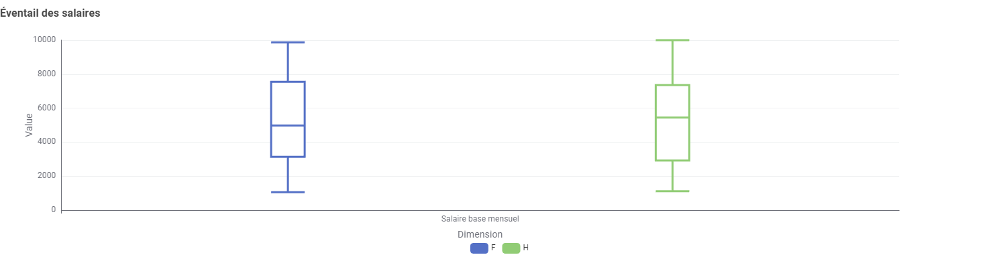 Éventail des salaires
10000
8000
6000
4000
2000
0
Value
Salaire base mensuel
Dimension
F H